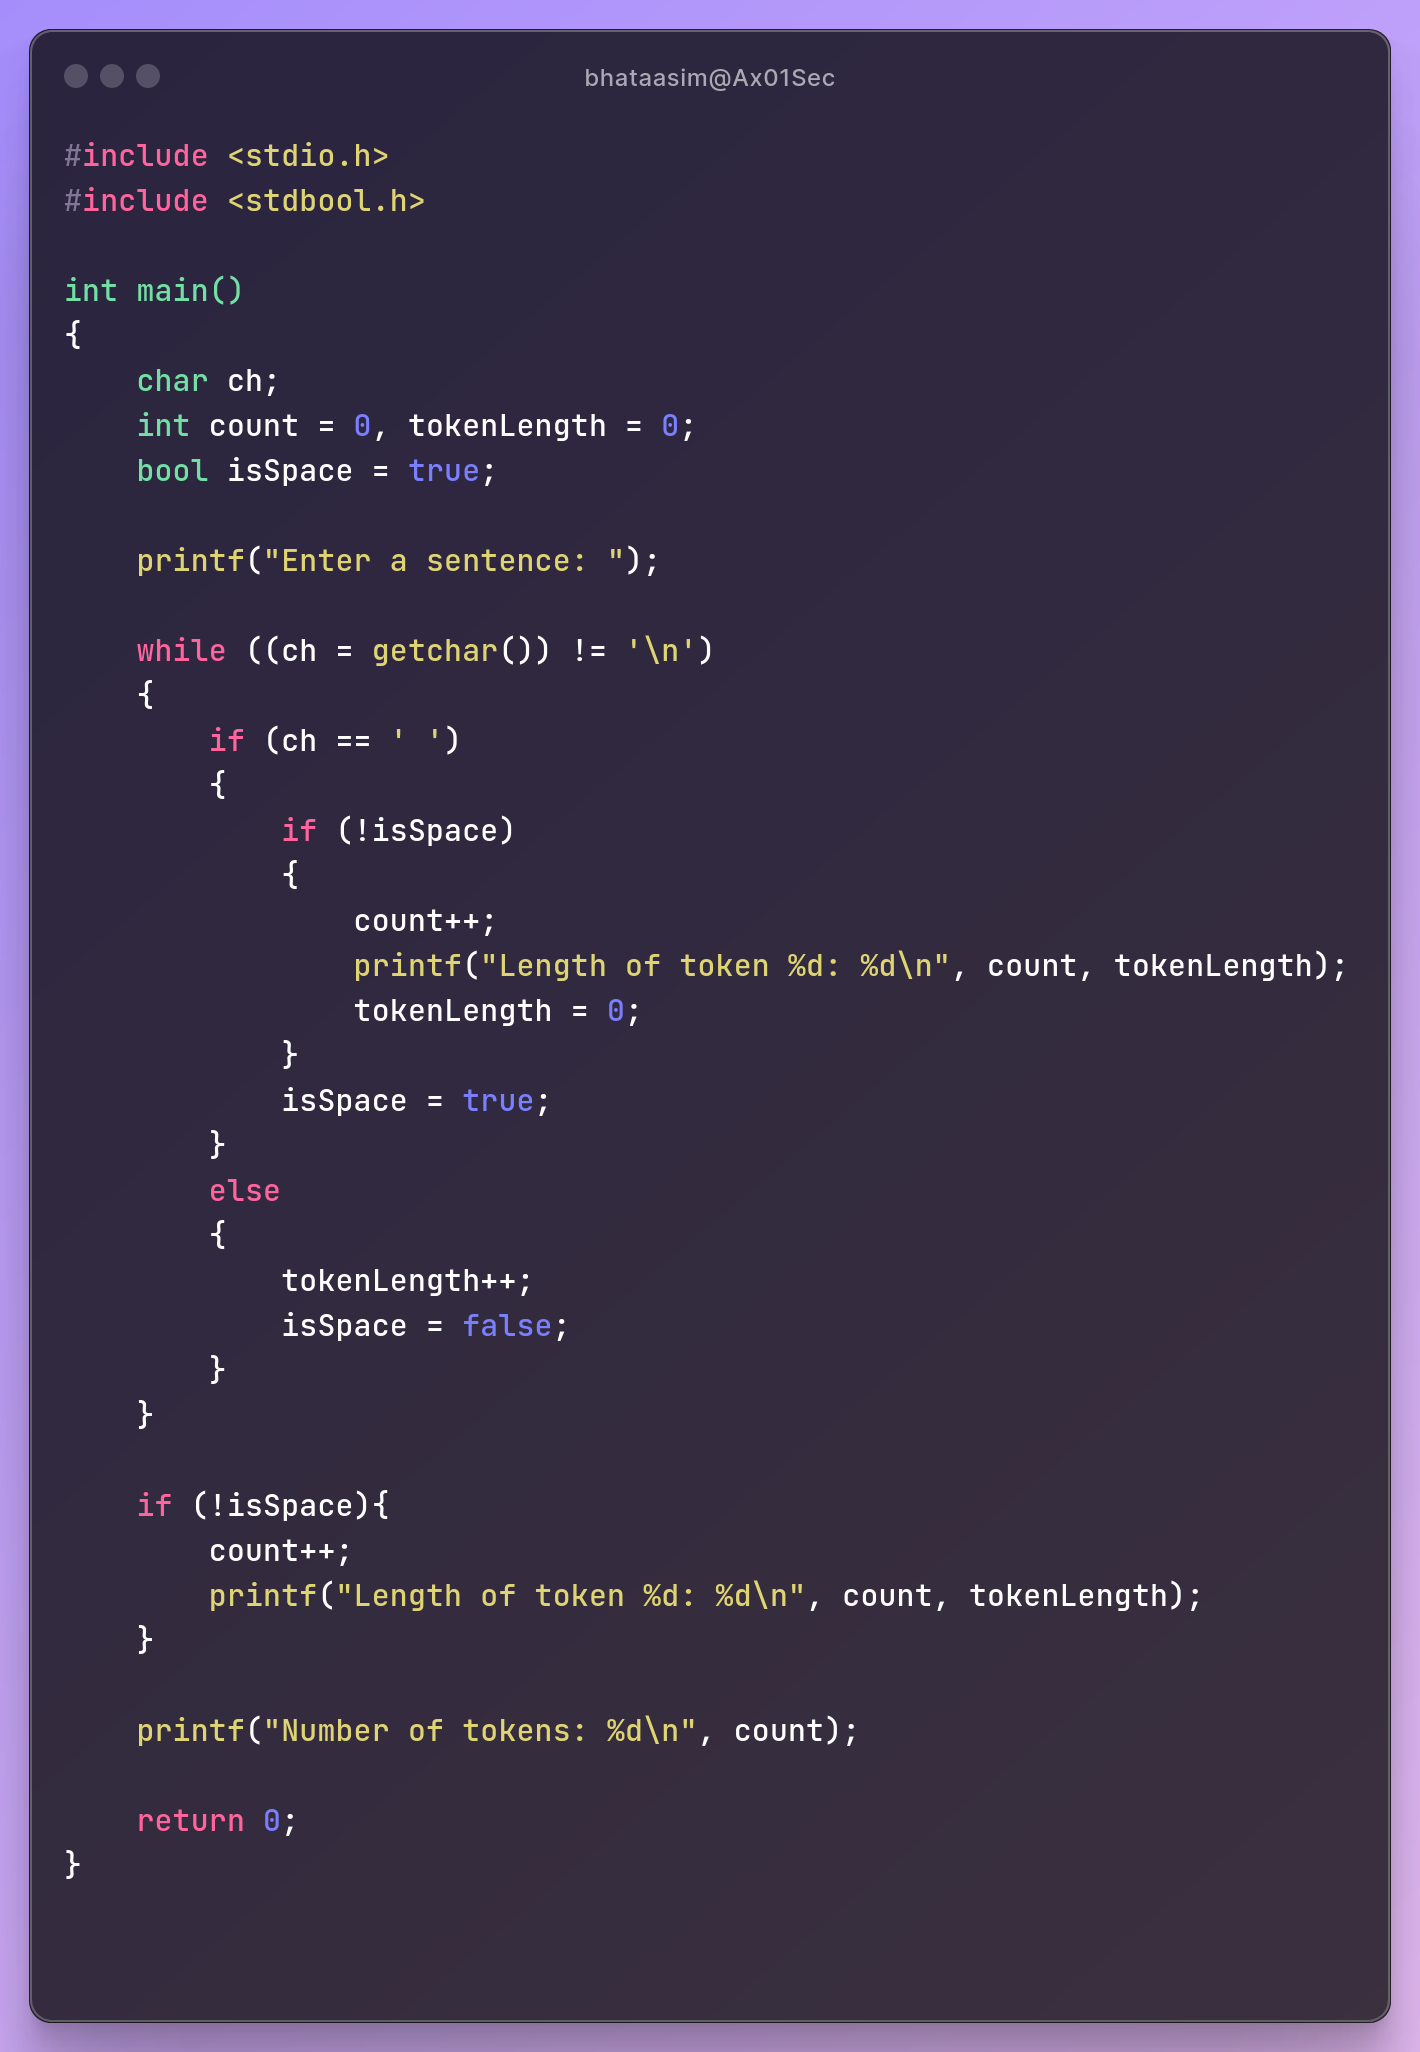 bhataasim@Ax01Sec
#include <stdio.h>
#include <stdbool.h>

int main()
{
    char ch;
    int count = 0, tokenLength = 0;
    bool isSpace = true;

    printf("Enter a sentence: ");

    while ((ch = getchar()) != '\n')
    {
        if (ch == ' ')
        {
            if (!isSpace)
            {
                count++;
                printf("Length of token %d: %d\n", count, tokenLength);
                tokenLength = 0;
            }
            isSpace = true;
        }
        else
        {
            tokenLength++;
            isSpace = false;
        }
    }

    if (!isSpace){
        count++;
        printf("Length of token %d: %d\n", count, tokenLength);
    }

    printf("Number of tokens: %d\n", count);

    return 0;
}